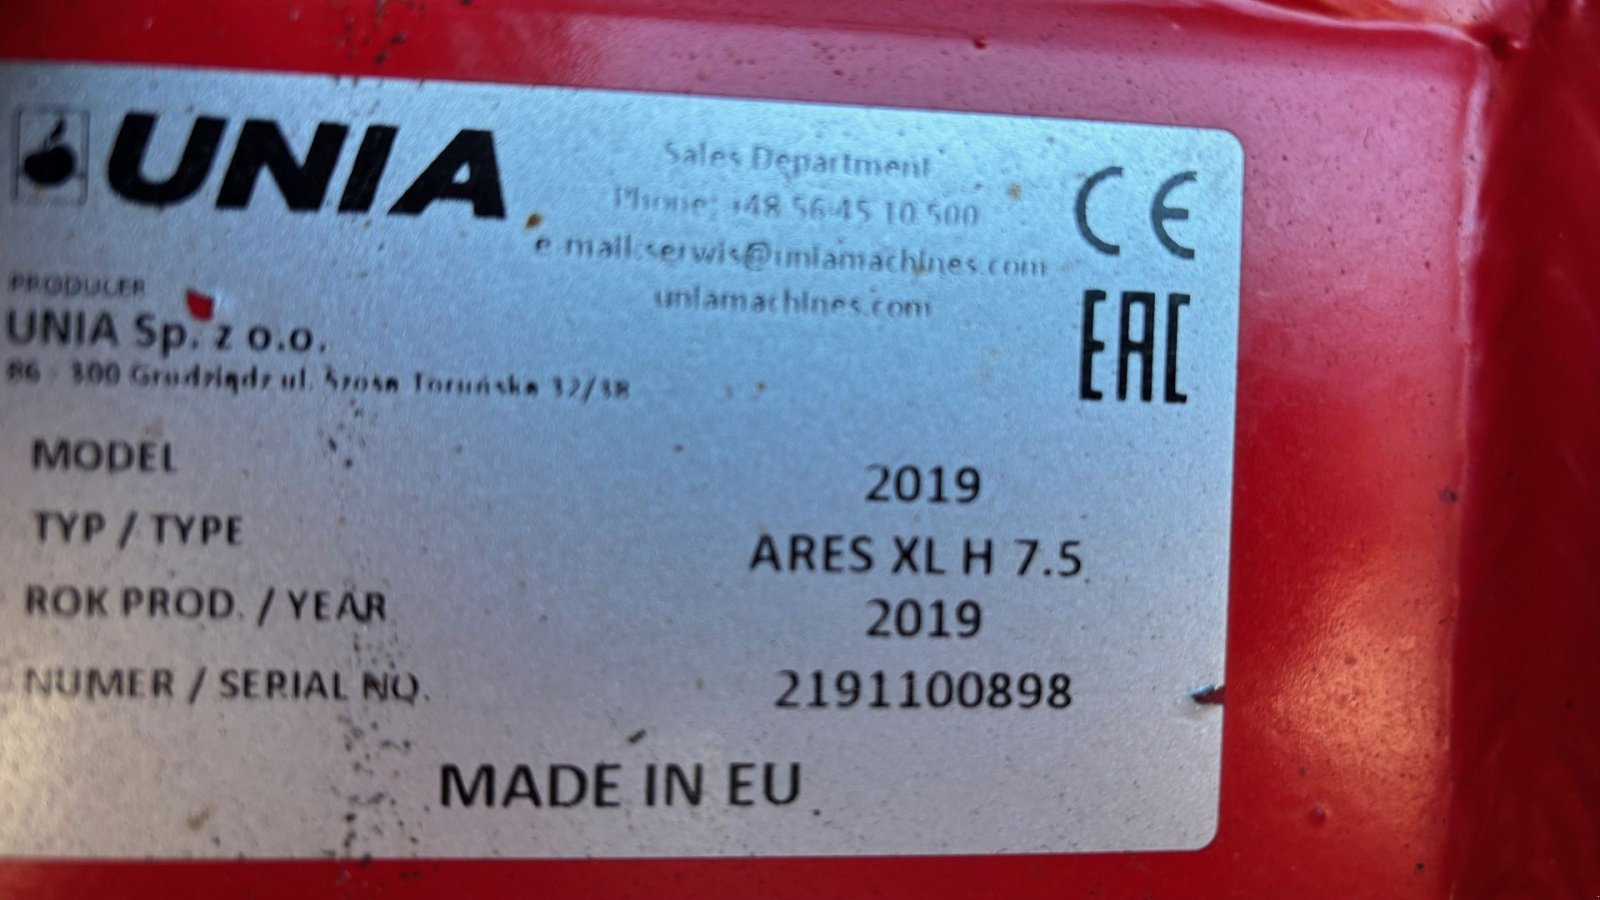 UNIA
Sales Department
Phone: +48 56 45 10 500
e-mail:serwis@uniamachines.com
uniamachines.com
CE
EAC
PRODUCER
UNIA Sp. z o.o.
86 - 300 Grudziądz ul. Szosa Toruńska 32/38
MODEL 2019
TYP / TYPE ARES XL H 7.5
ROK PROD. / YEAR 2019
NUMER / SERIAL NO. 2191100898
MADE IN EU